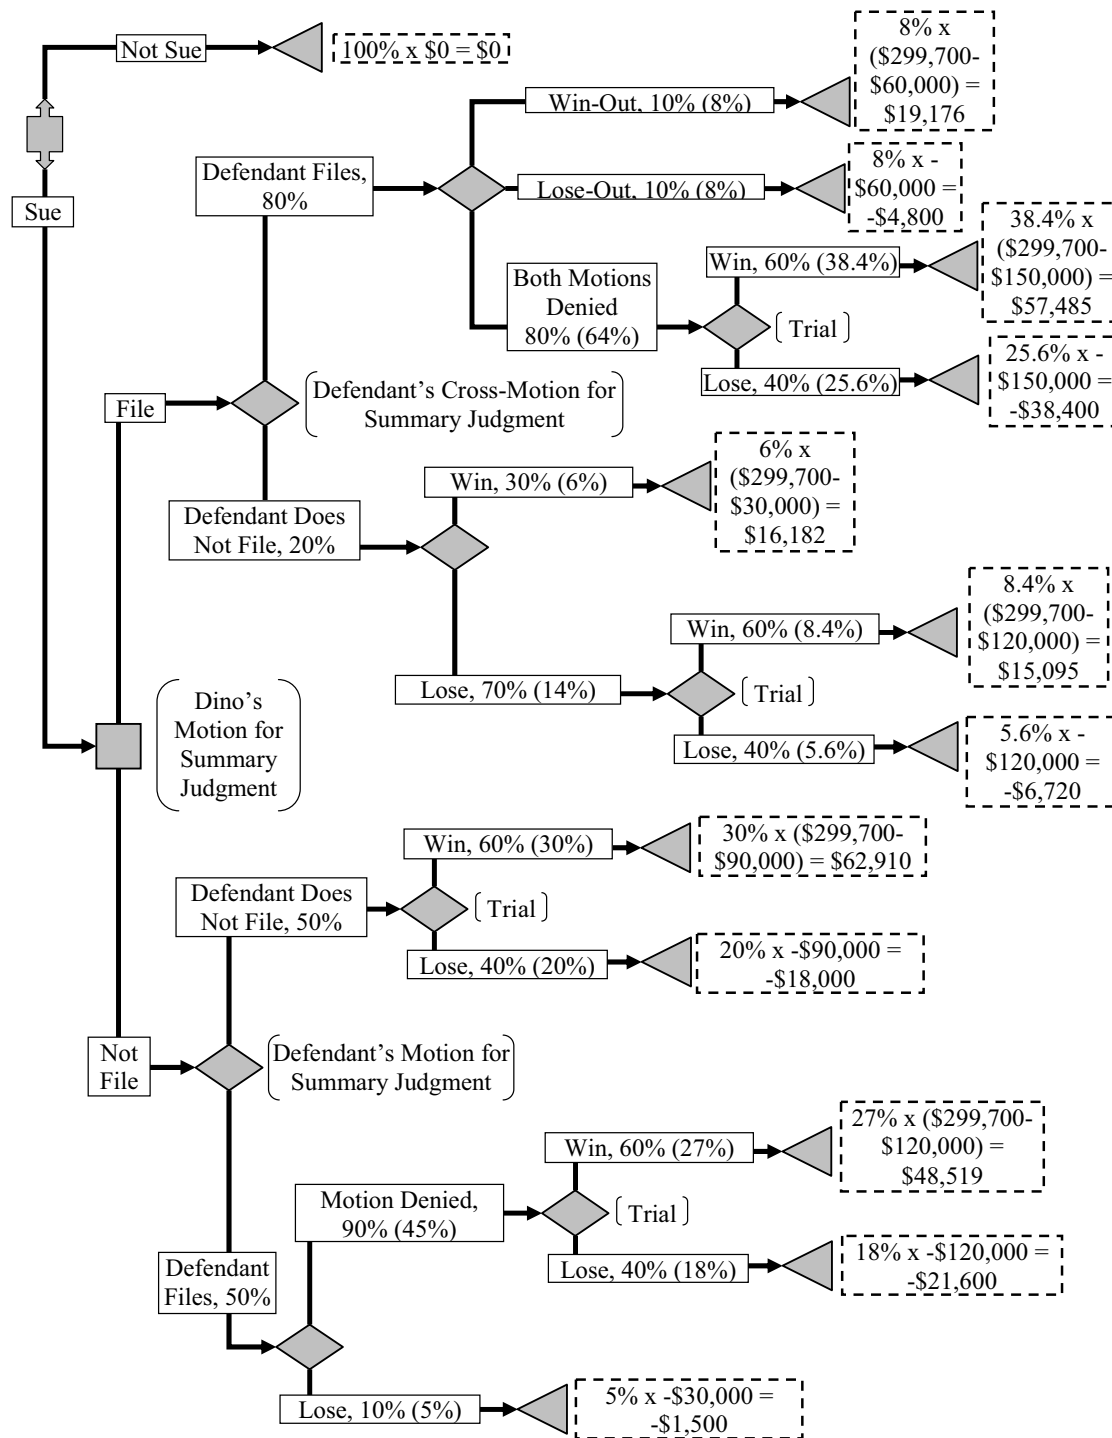 Not Sue
100% x $0 = $0
8% x
($299,700-
$60,000) =
$19,176
Win-Out, 10% (8%)
Defendant Files,
80%
Lose-Out, 10% (8%)
8% x -
$60,000 =
-$4,800
Sue
38.4% x
($299,700-
$150,000) =
$57,485
Win, 60% (38.4%)
Both Motions
Denied
80% (64%)
Trial
25.6% x -
$150,000 =
-$38,400
Lose, 40% (25.6%)
File
Defendant's Cross-Motion for
Summary Judgment
6% x
($299,700-
$30,000) =
$16,182
Win, 30% (6%)
Defendant Does
Not File, 20%
8.4% x
($299,700-
$120,000) =
$15,095
Win, 60% (8.4%)
Lose, 70% (14%)
Trial
Dino's
Motion for
Summary
Judgment
Lose, 40% (5.6%)
5.6% x -
$120,000 =
-$6,720
Win, 60% (30%)
30% x ($299,700-
$90,000) = $62,910
Defendant Does
Not File, 50%
Trial
Lose, 40% (20%)
20% x -$90,000 =
-$18,000
Not
File
Defendant's Motion for
Summary Judgment
Win, 60% (27%)
27% x ($299,700-
$120,000) =
$48,519
Motion Denied,
90% (45%)
Trial
Lose, 40% (18%)
18% x -$120,000 =
-$21,600
Defendant
Files, 50%
Lose, 10% (5%)
5% x -$30,000 =
-$1,500